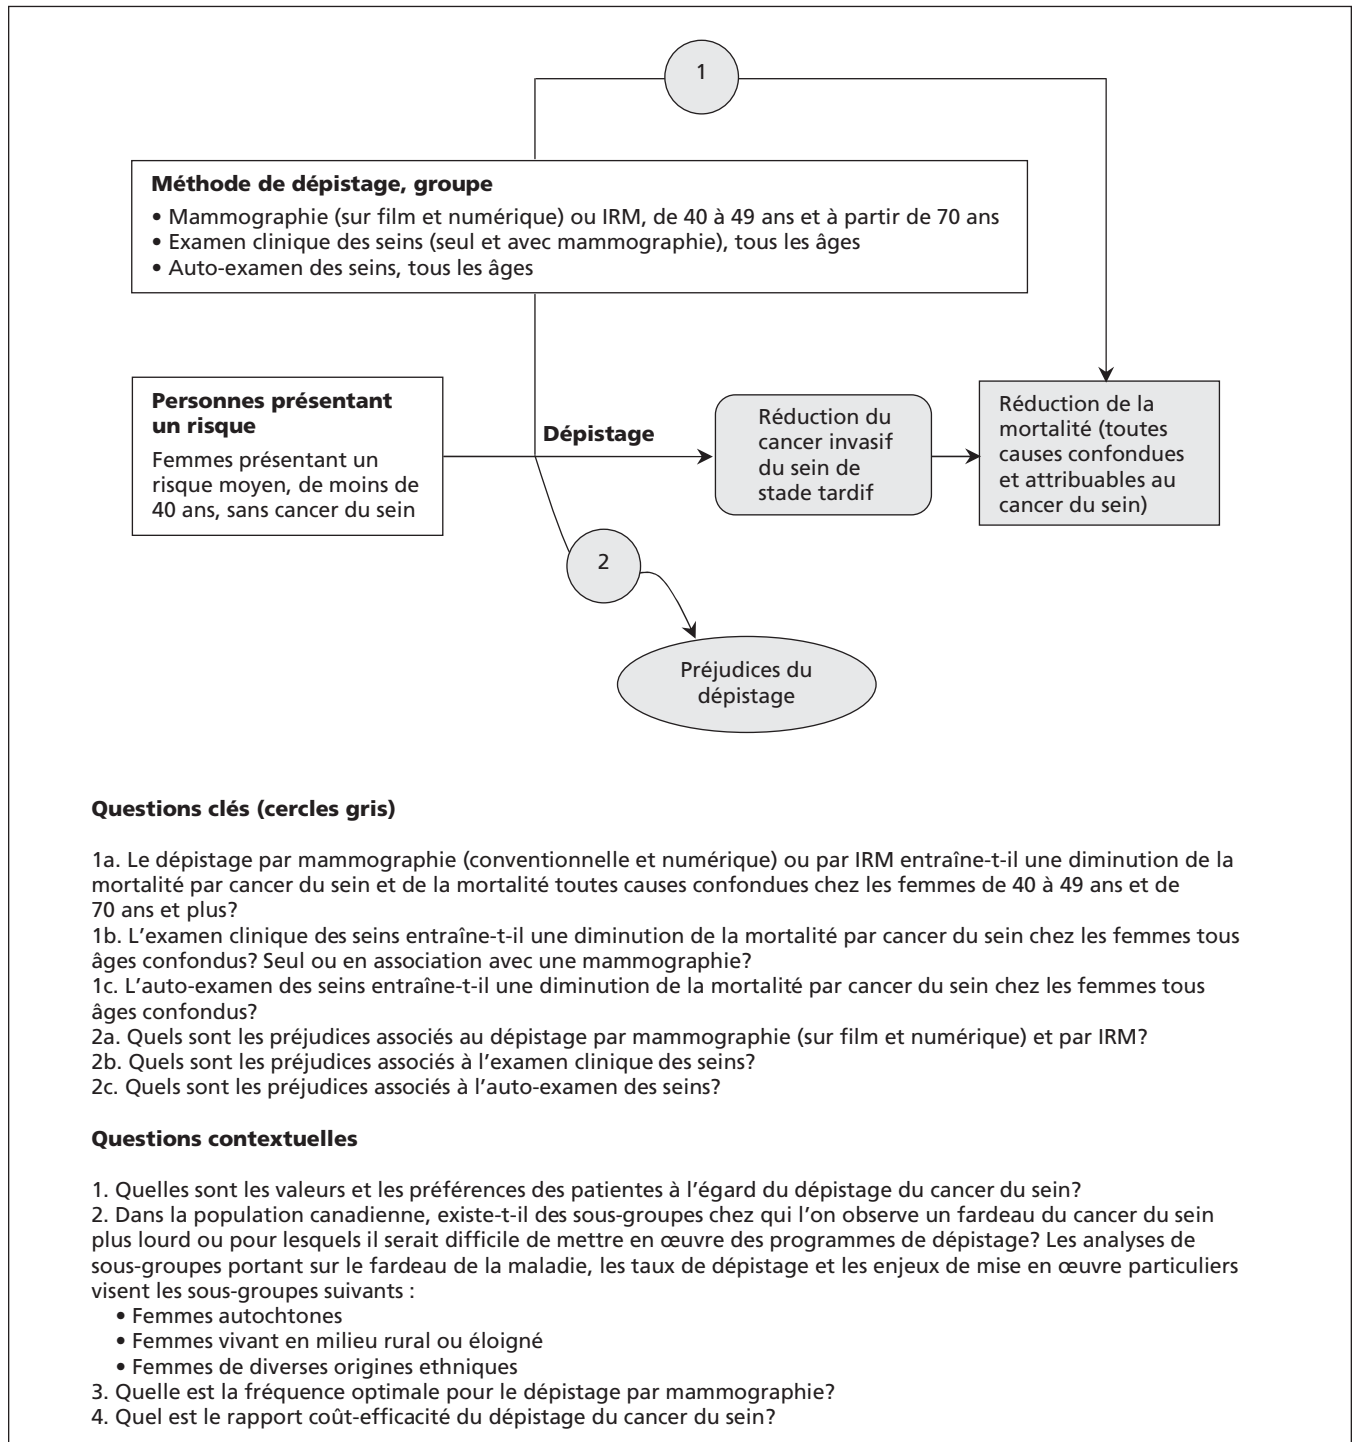 1
Méthode de dépistage, groupe
• Mammographie (sur film et numérique) ou IRM, de 40 à 49 ans et à partir de 70 ans
• Examen clinique des seins (seul et avec mammographie), tous les âges
• Auto-examen des seins, tous les âges
Personnes présentant
un risque
Femmes présentant un
risque moyen, de moins de
40 ans, sans cancer du sein
Dépistage
Réduction du
cancer invasif
du sein de
stade tardif
Réduction de la
mortalité (toutes
causes confondues
et attribuables au
cancer du sein)
2
Préjudices du
dépistage
Questions clés (cercles gris)
1a. Le dépistage par mammographie (conventionnelle et numérique) ou par IRM entraîne-t-il une diminution de la
mortalité par cancer du sein et de la mortalité toutes causes confondues chez les femmes de 40 à 49 ans et de
70 ans et plus?
1b. L'examen clinique des seins entraîne-t-il une diminution de la mortalité par cancer du sein chez les femmes tous
âges confondus? Seul ou en association avec une mammographie?
1c. L'auto-examen des seins entraîne-t-il une diminution de la mortalité par cancer du sein chez les femmes tous
âges confondus?
2a. Quels sont les préjudices associés au dépistage par mammographie (sur film et numérique) et par IRM?
2b. Quels sont les préjudices associés à l'examen clinique des seins?
2c. Quels sont les préjudices associés à l'auto-examen des seins?
Questions contextuelles
1. Quelles sont les valeurs et les préférences des patientes à l'égard du dépistage du cancer du sein?
2. Dans la population canadienne, existe-t-il des sous-groupes chez qui l'on observe un fardeau du cancer du sein
plus lourd ou pour lesquels il serait difficile de mettre en œuvre des programmes de dépistage? Les analyses de
sous-groupes portant sur le fardeau de la maladie, les taux de dépistage et les enjeux de mise en œuvre particuliers
visent les sous-groupes suivants :
• Femmes autochtones
• Femmes vivant en milieu rural ou éloigné
• Femmes de diverses origines ethniques
3. Quelle est la fréquence optimale pour le dépistage par mammographie?
4. Quel est le rapport coût-efficacité du dépistage du cancer du sein?